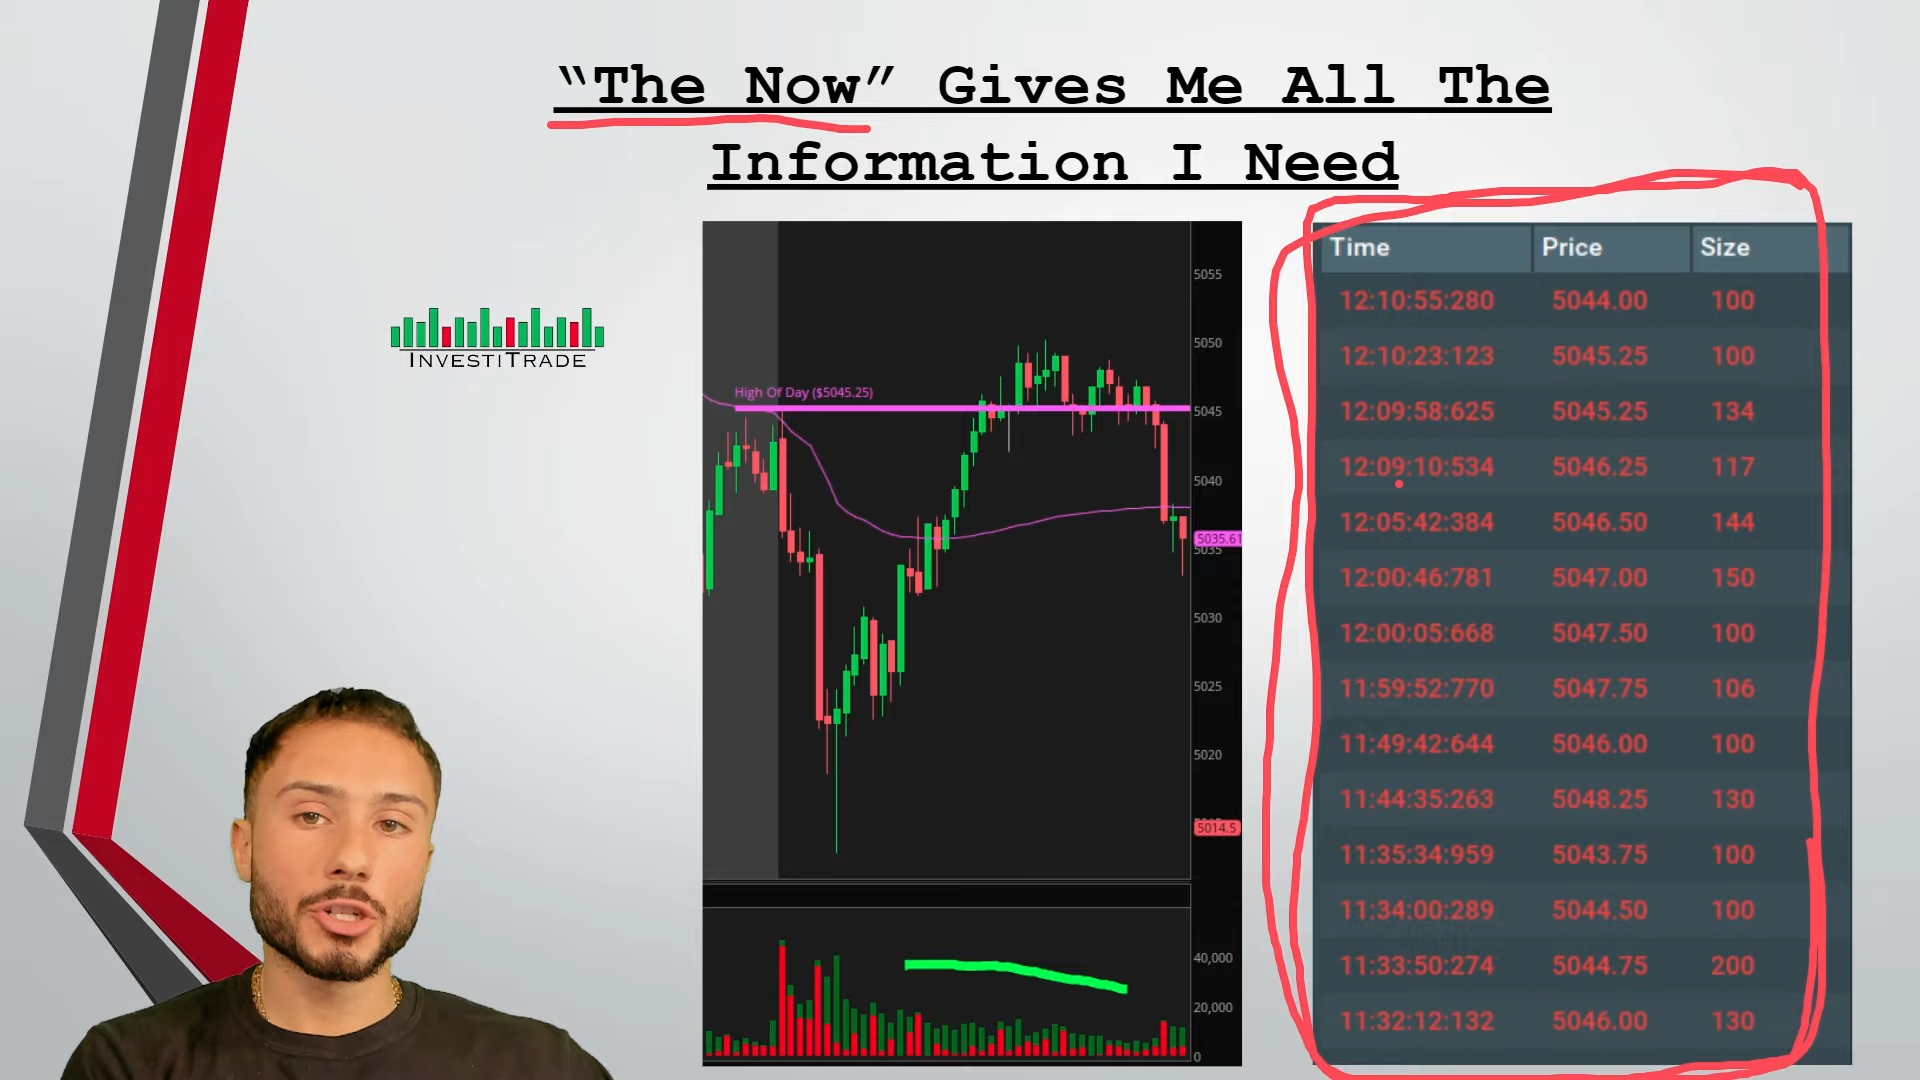 “The Now” Gives Me All The
Information I Need
INVESTITRADE
High Of Day ($5045.25)
5055
5050
5045
5040
5035.61
5035
5030
5025
5020
5014.5
40,000
20,000
0
Time Price Size
12:10:55:280 5044.00 100
12:10:23:123 5045.25 100
12:09:58:625 5045.25 134
12:09:10:534 5046.25 117
12:05:42:384 5046.50 144
12:00:46:781 5047.00 150
12:00:05:668 5047.50 100
11:59:52:770 5047.75 106
11:49:42:644 5046.00 100
11:44:35:263 5048.25 130
11:35:34:959 5043.75 100
11:34:00:289 5044.50 100
11:33:50:274 5044.75 200
11:32:12:132 5046.00 130